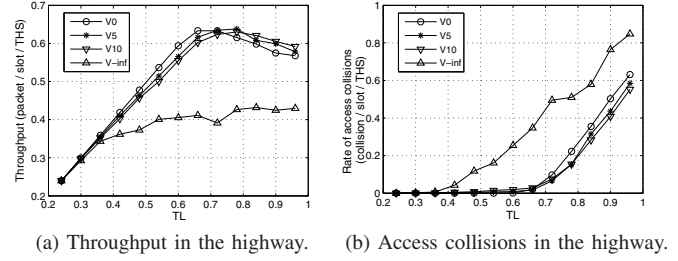 0.7
0.6
0.5
0.4
0.3
0.2
0.2 0.3 0.4 0.5 0.6 0.7 0.8 0.9 1
TL
Throughput (packet / slot / THS)
V0
V5
V10
V-inf
(a) Throughput in the highway.
1
0.8
0.6
0.4
0.2
0
0.2 0.3 0.4 0.5 0.6 0.7 0.8 0.9 1
TL
Rate of access collisions
(collision / slot / THS)
V0
V5
V10
V-inf
(b) Access collisions in the highway.